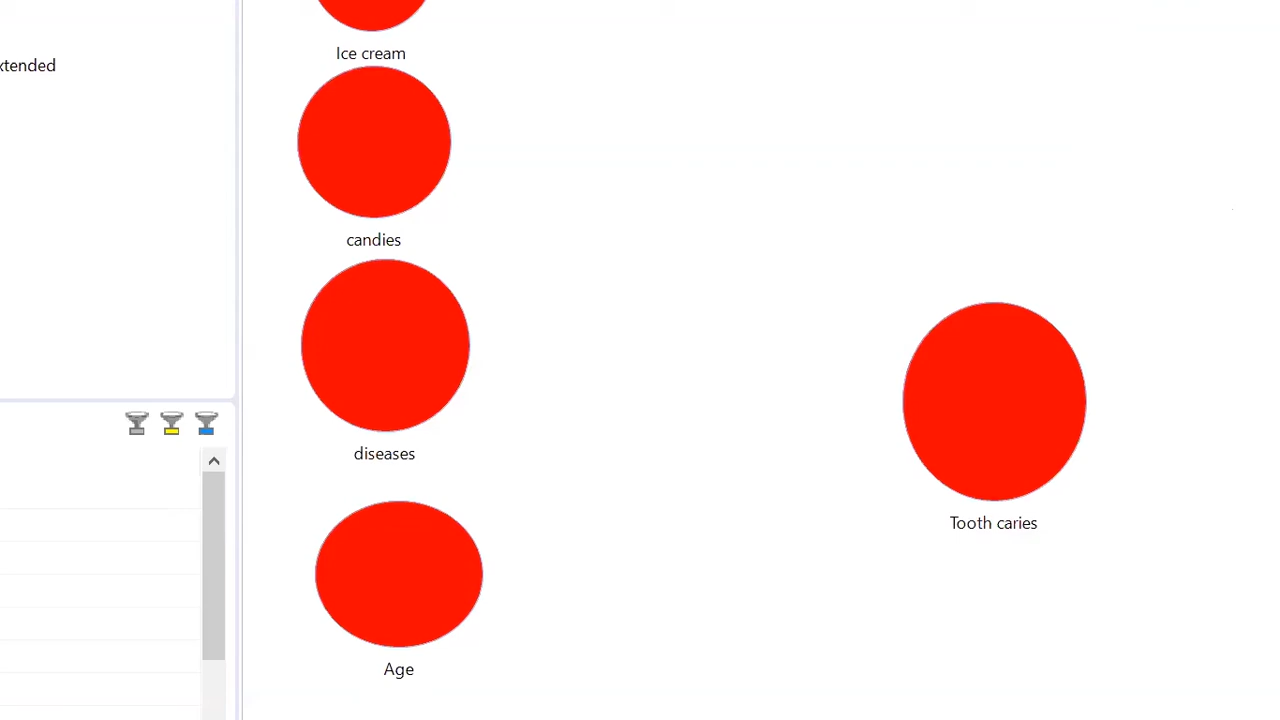 xtended
Ice cream
candies
diseases
Tooth caries
Age